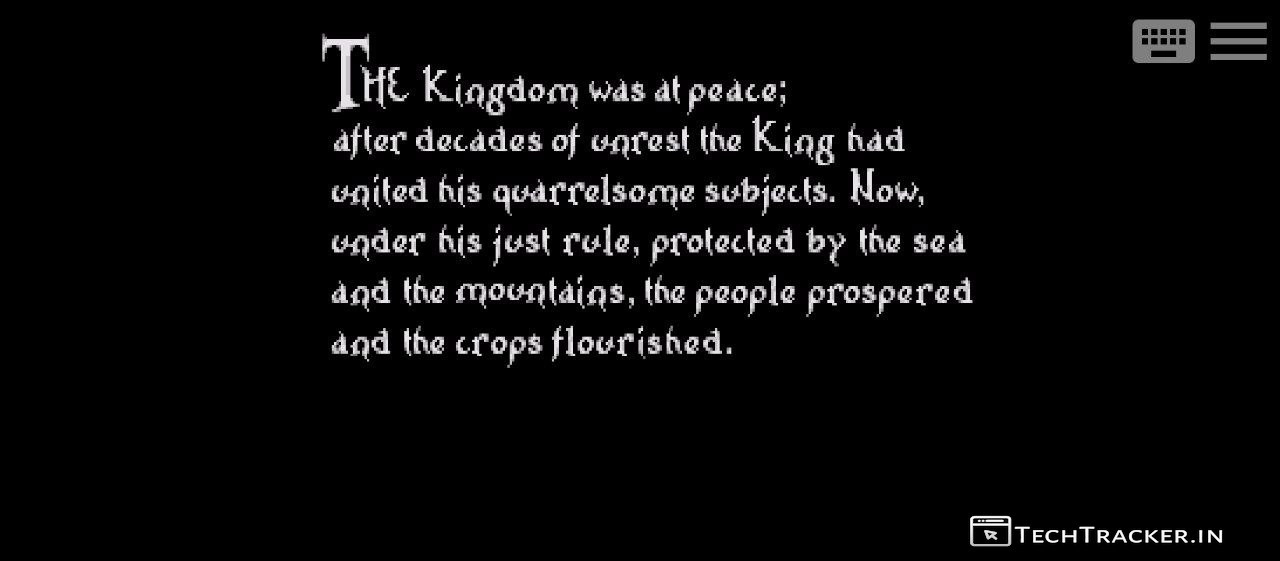 The Kingdom was at peace;
after decades of unrest the King had
united his quarrelsome subjects. Now,
under his just rule, protected by the sea
and the mountains, the people prospered
and the crops flourished.
TECHTRACKER.IN